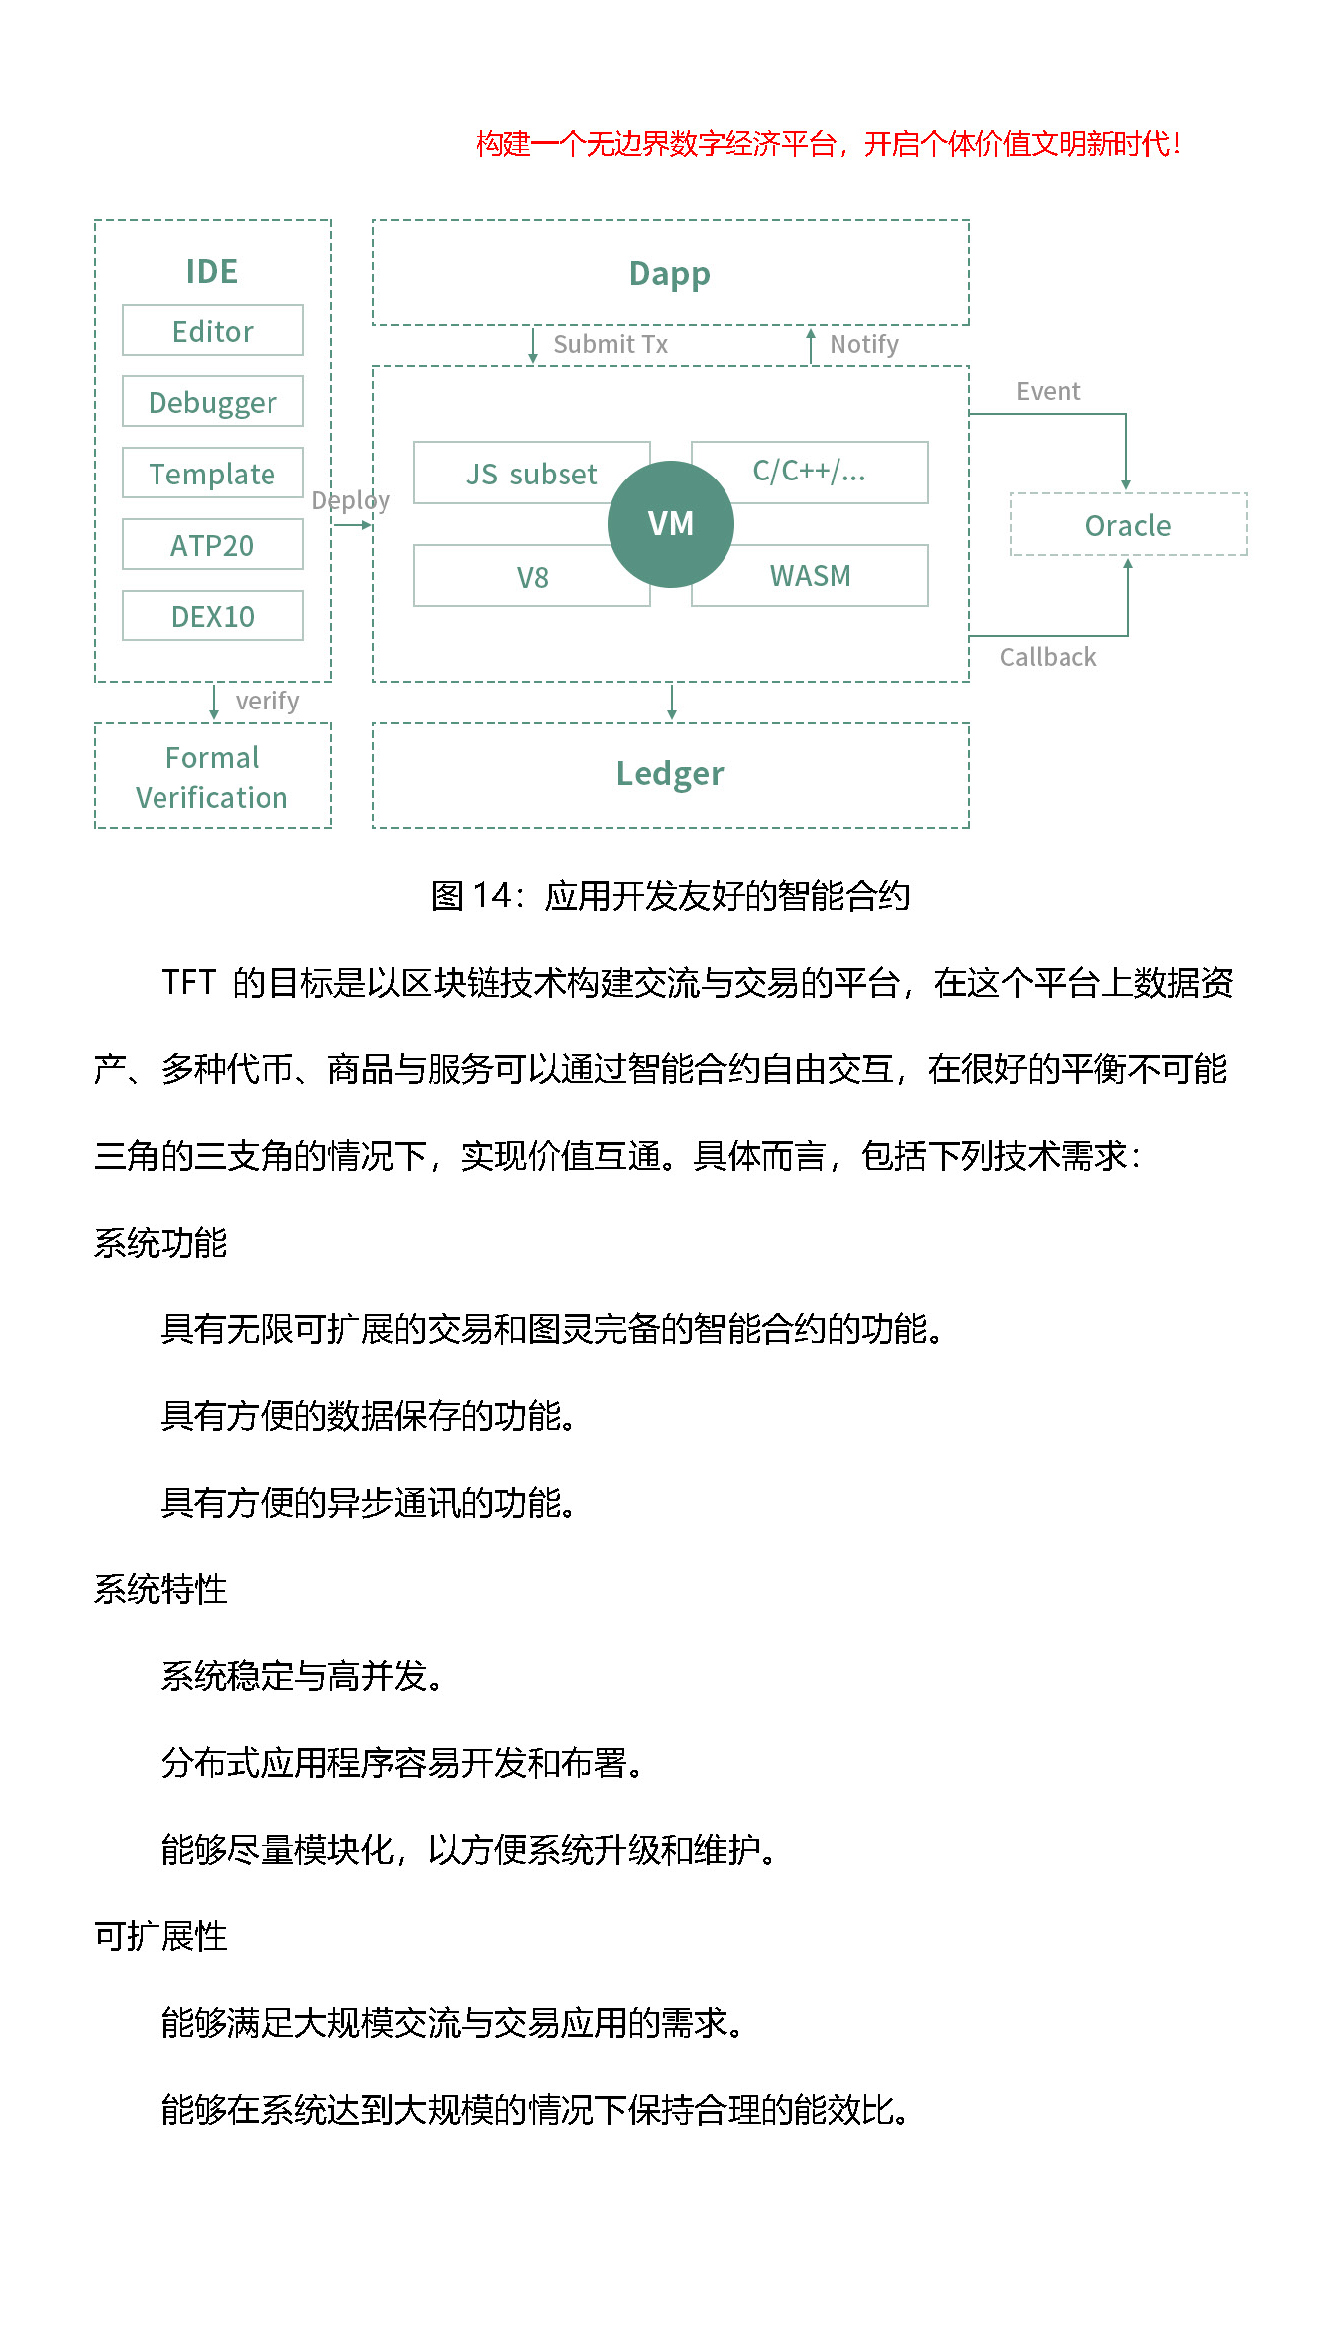 构建一个无边界数字经济平台，开启个体价值文明新时代！
IDE
Editor
Debugger
Template
ATP20
DEX10
Deploy
verify
Formal
Verification
Dapp
Submit Tx
Notify
JS subset
C/C++/...
VM
V8
WASM
Ledger
Event
Oracle
Callback
图 14：应用开发友好的智能合约
TFT 的目标是以区块链技术构建交流与交易的平台，在这个平台上数据资
产、多种代币、商品与服务可以通过智能合约自由交互，在很好的平衡不可能
三角的三支角的情况下，实现价值互通。具体而言，包括下列技术需求：
系统功能
具有无限可扩展的交易和图灵完备的智能合约的功能。
具有方便的数据保存的功能。
具有方便的异步通讯的功能。
系统特性
系统稳定与高并发。
分布式应用程序容易开发和布署。
能够尽量模块化，以方便系统升级和维护。
可扩展性
能够满足大规模交流与交易应用的需求。
能够在系统达到大规模的情况下保持合理的能效比。